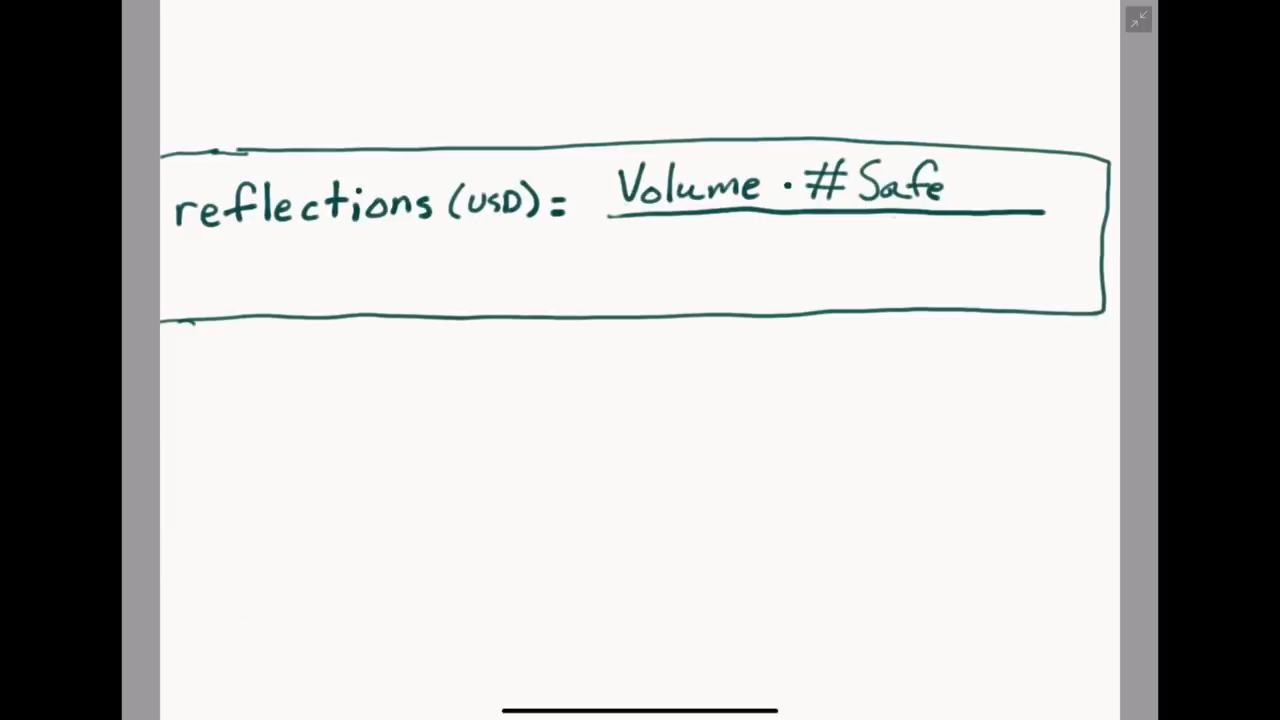 reflections (USD) = Volume · # Safe